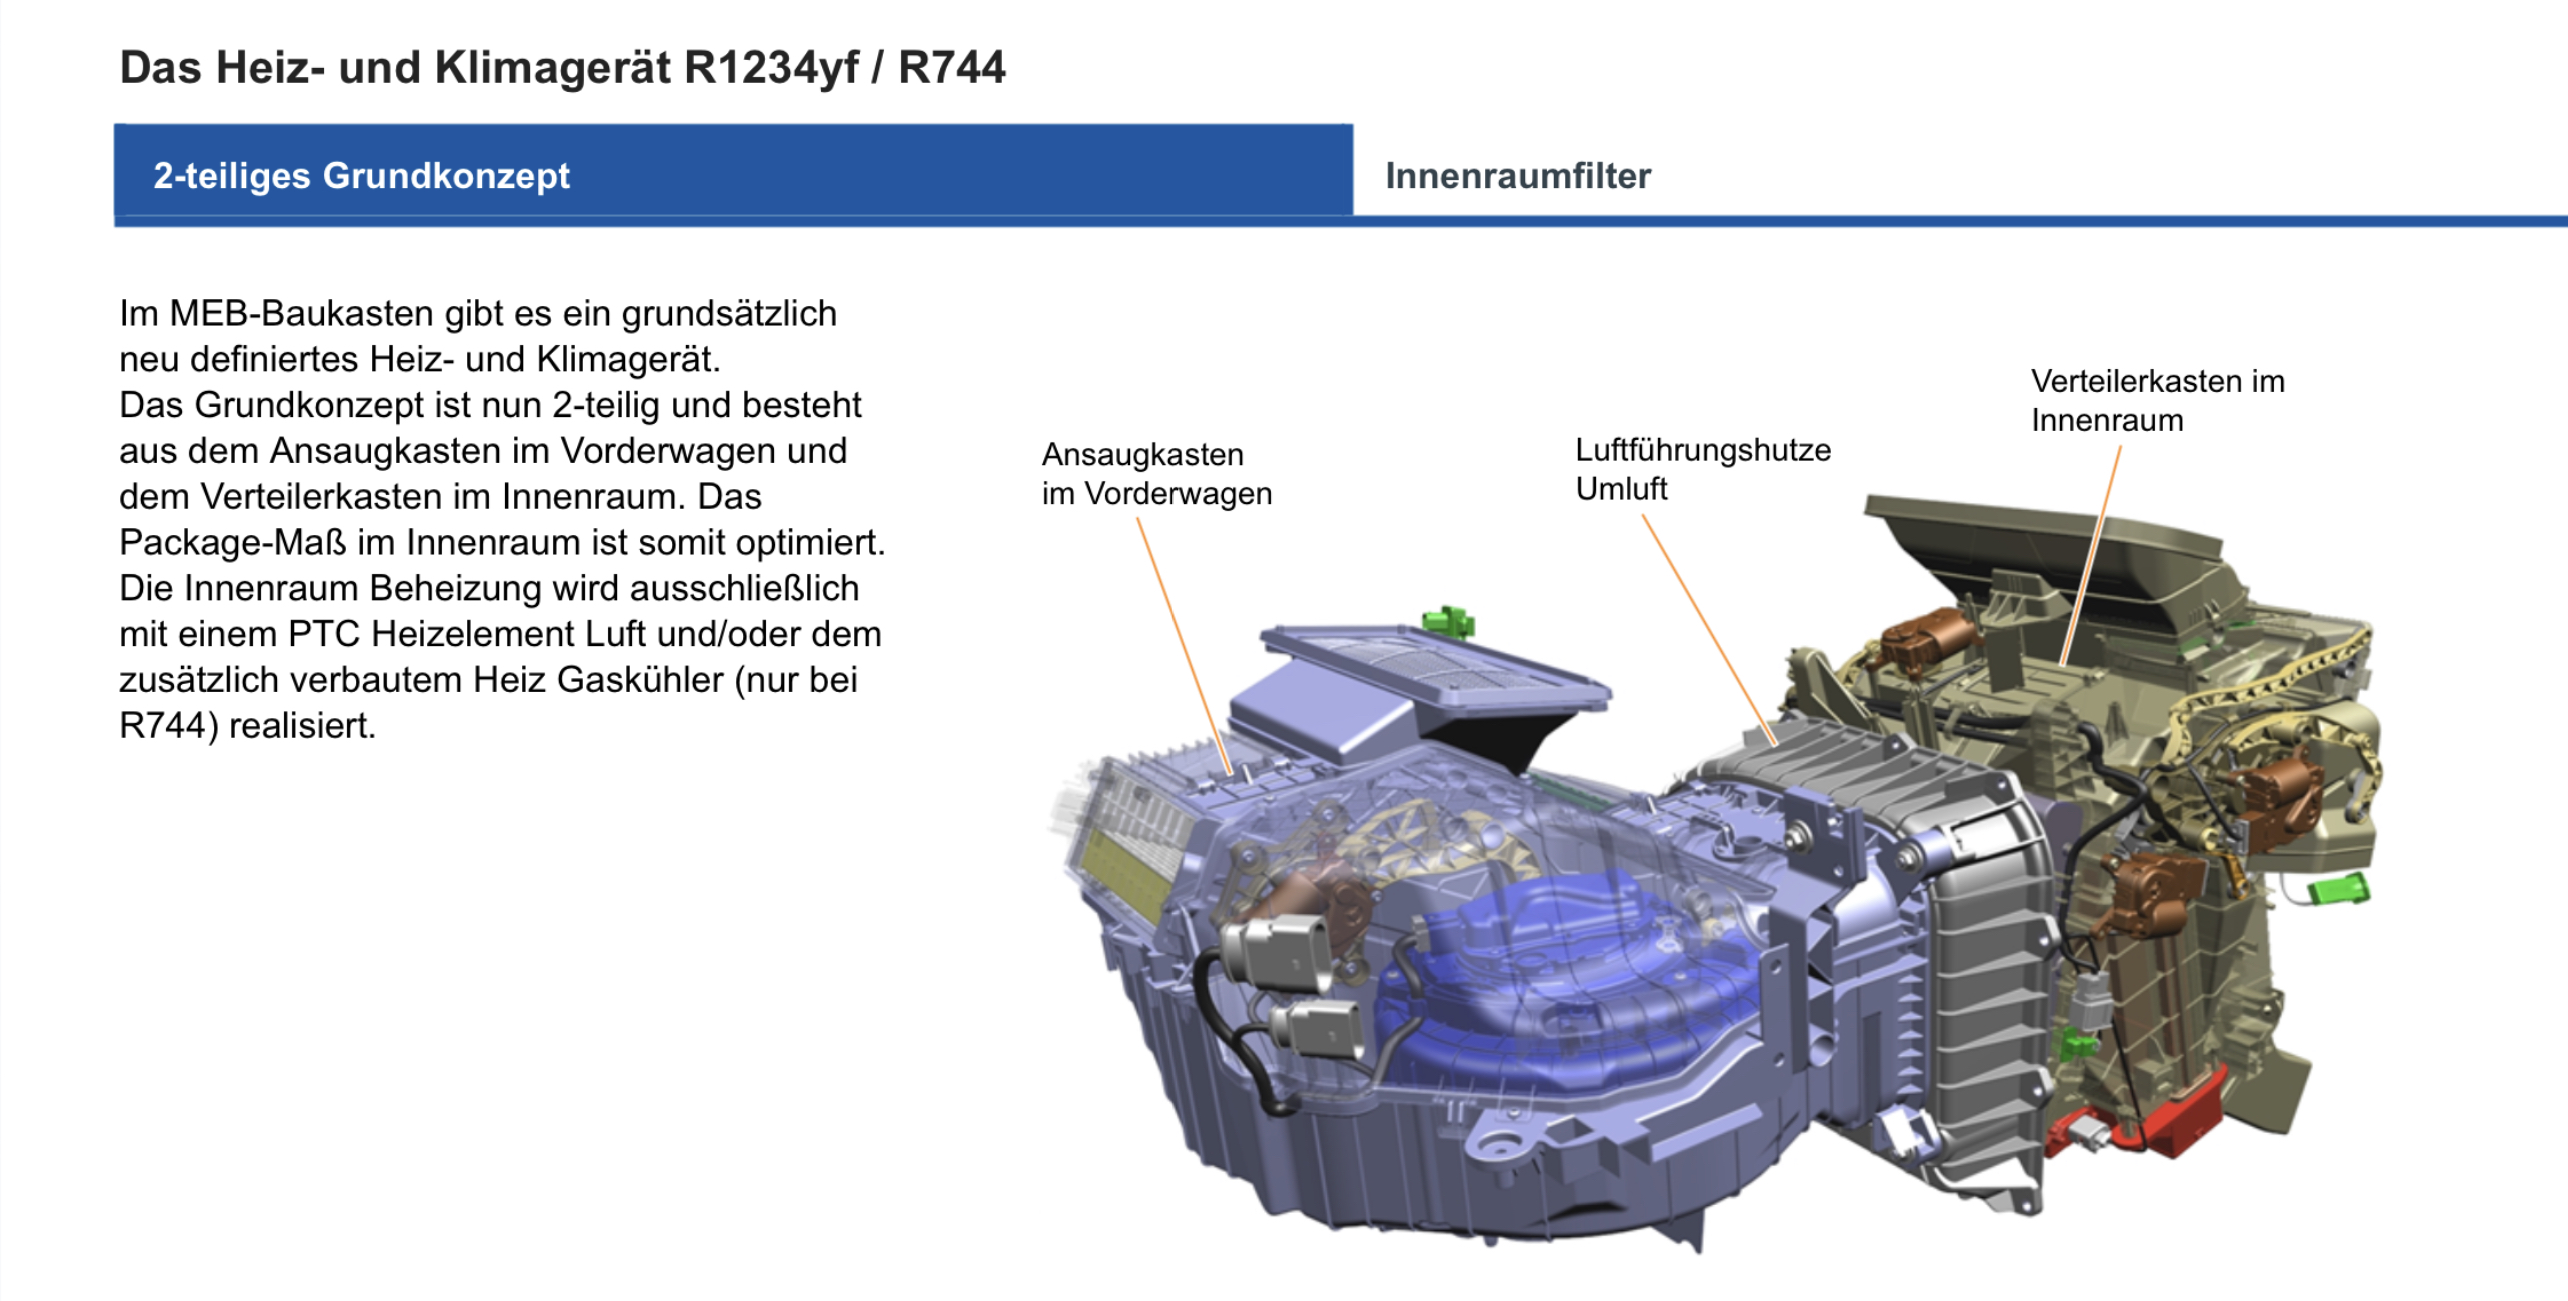 Das Heiz- und Klimagerät R1234yf / R744
2-teiliges Grundkonzept
Innenraumfilter
Im MEB-Baukasten gibt es ein grundsätzlich
neu definiertes Heiz- und Klimagerät.
Das Grundkonzept ist nun 2-teilig und besteht
aus dem Ansaugkasten im Vorderwagen und
dem Verteilerkasten im Innenraum. Das
Package-Maß im Innenraum ist somit optimiert.
Die Innenraum Beheizung wird ausschließlich
mit einem PTC Heizelement Luft und/oder dem
zusätzlich verbautem Heiz Gaskühler (nur bei
R744) realisiert.
Ansaugkasten
im Vorderwagen
Luftführungshutze
Umluft
Verteilerkasten im
Innenraum